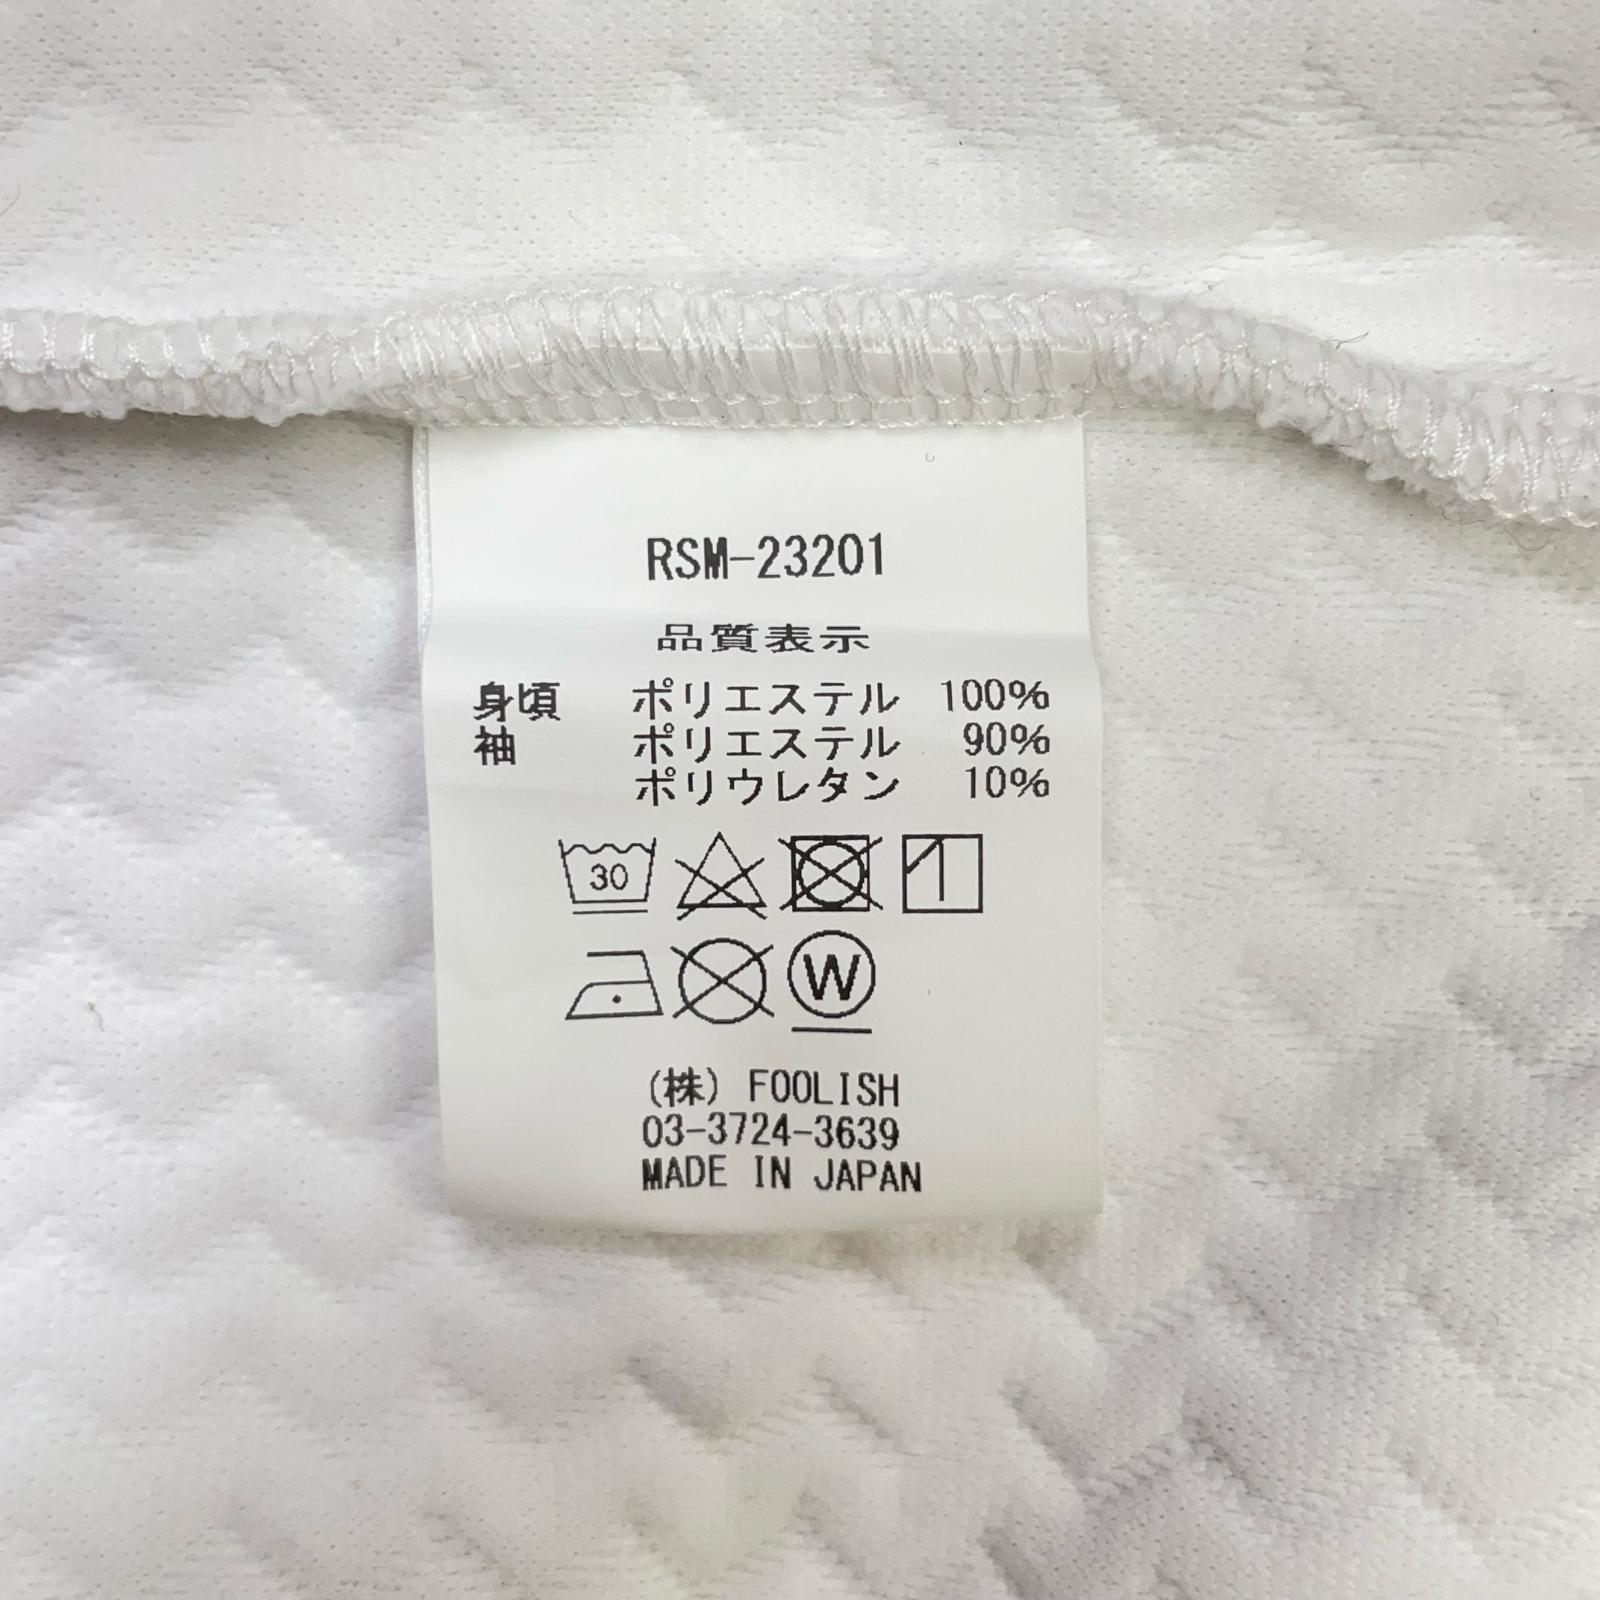 RSM-23201
品質表示
身頃 ポリエステル 100%
袖 ポリエステル 90%
ポリウレタン 10%
30
W
(株) FOOLISH
03-3724-3639
MADE IN JAPAN